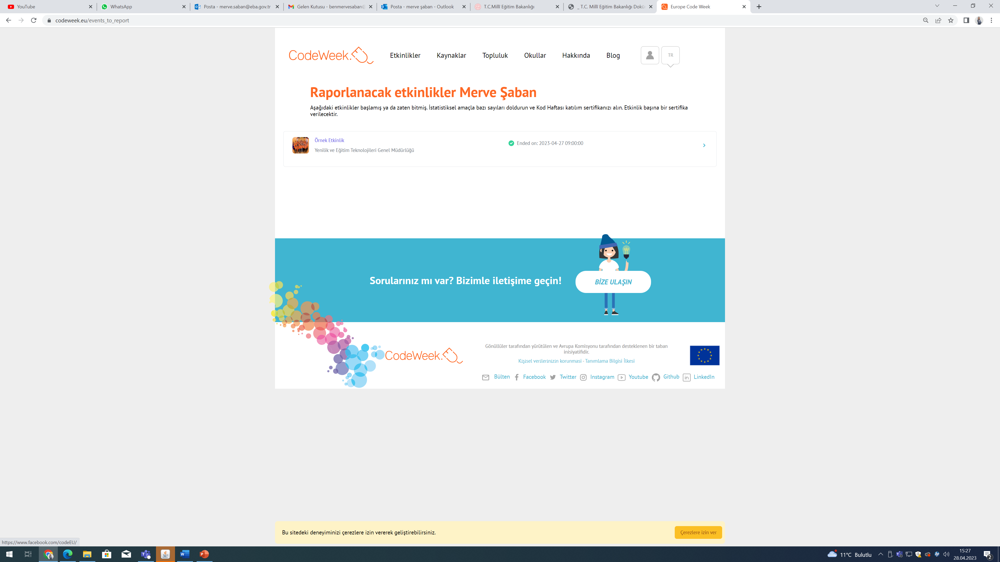 YouTube
WhatsApp
Posta - merve.saban@eba.gov.tr
Gelen Kutusu - benmervesaban@
Posta - merve şaban - Outlook
T.C.Millî Eğitim Bakanlığı
_ T.C. Millî Eğitim Bakanlığı Dokü
Europe Code Week
codeweek.eu/events_to_report
CodeWeek.
Etkinlikler
Kaynaklar
Topluluk
Okullar
Hakkında
Blog
TR
Raporlanacak etkinlikler Merve Şaban
Aşağıdaki etkinlikler başlamış ya da zaten bitmiş. İstatistiksel amaçla bazı sayıları doldurun ve Kod Haftası katılım sertifikanızı alın. Etkinlik başına bir sertifika
verilecektir.
Örnek Etkinlik
Yenilik ve Eğitim Teknolojileri Genel Müdürlüğü
Ended on: 2023-04-27 09:00:00
Sorularınız mı var? Bizimle iletişime geçin!
BİZE ULAŞIN
CodeWeek.
Gönüllüler tarafından yürütülen ve Avrupa Komisyonu tarafından desteklenen bir taban
inisiyatifidir.
Kişisel verilerinizin korunmasi - Tanımlama Bilgisi İlkesi
Bülten
Facebook
Twitter
Instagram
Youtube
Github
LinkedIn
in
Bu sitedeki deneyiminizi çerezlere izin vererek geliştirebilirsiniz.
Çerezlere izin ver
https://www.facebook.com/codeEU/
11°C Bulutlu
15:27
28.04.2023
2